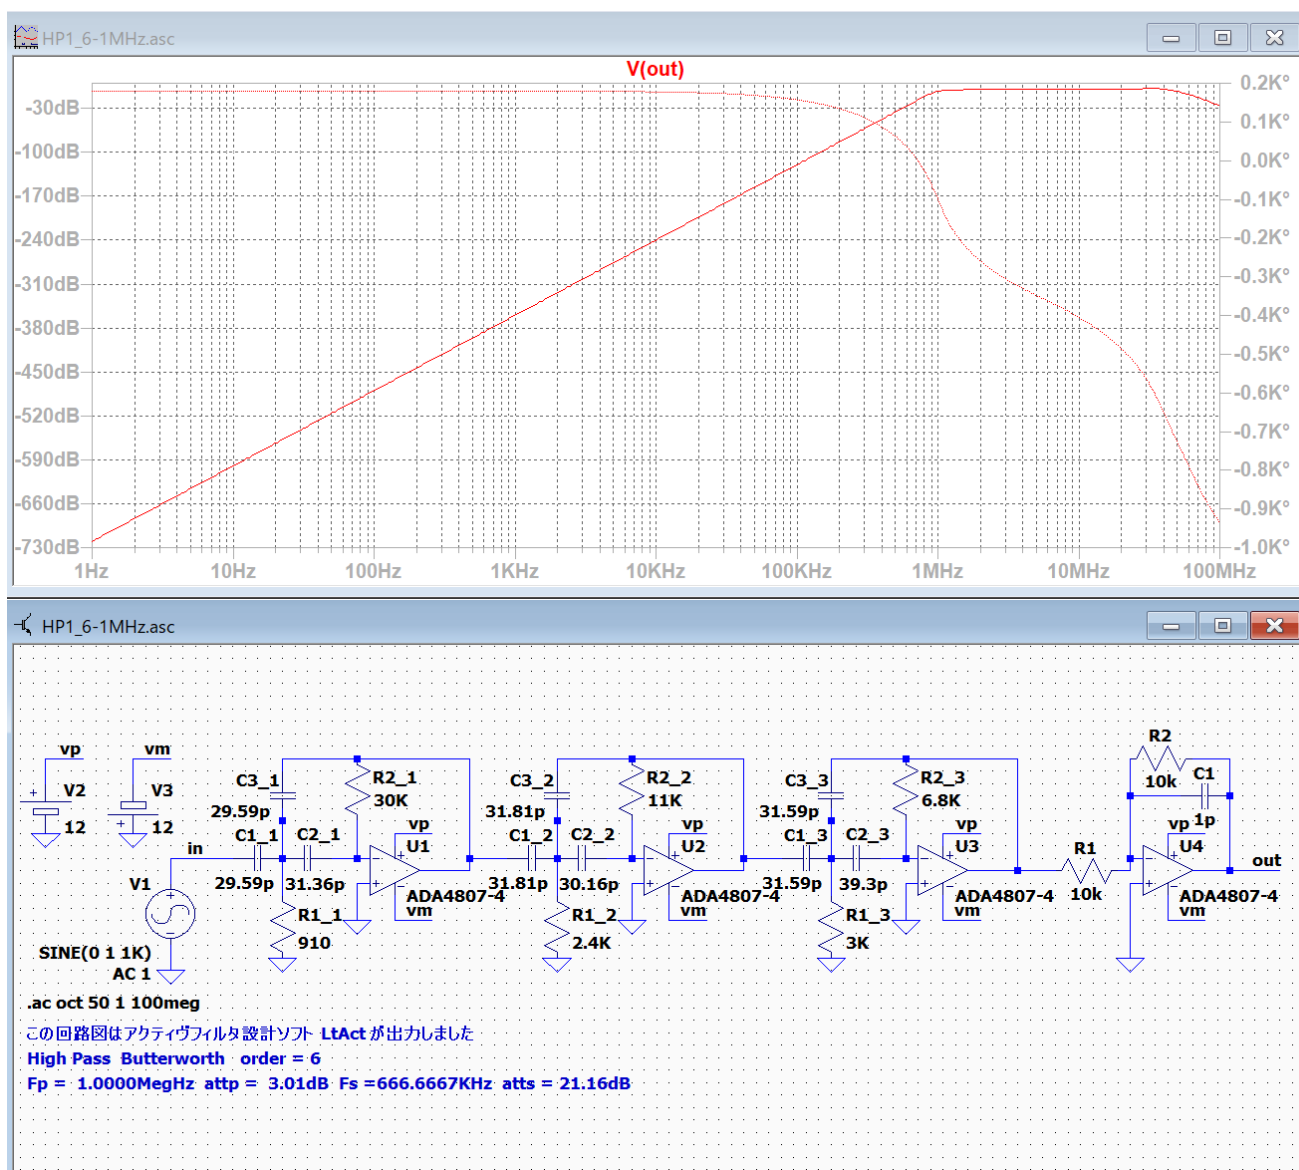 HP1_6-1MHz.asc
V(out)
-30dB
-100dB
-170dB
-240dB
-310dB
-380dB
-450dB
-520dB
-590dB
-660dB
-730dB
0.2K°
0.1K°
0.0K°
-0.1K°
-0.2K°
-0.3K°
-0.4K°
-0.5K°
-0.6K°
-0.7K°
-0.8K°
-0.9K°
-1.0K°
1Hz 10Hz 100Hz 1KHz 10KHz 100KHz 1MHz 10MHz 100MHz
HP1_6-1MHz.asc
vp
V2
12
vm
V3
12
in
V1
SINE(0 1 1K)
AC 1
C3_1
29.59p
C1_1
29.59p
C2_1
31.36p
R1_1
910
R2_1
30K
vp
U1
ADA4807-4
vm
C3_2
31.81p
C1_2
31.81p
C2_2
30.16p
R1_2
2.4K
R2_2
11K
vp
U2
ADA4807-4
vm
C3_3
31.59p
C1_3
31.59p
C2_3
39.3p
R1_3
3K
R2_3
6.8K
vp
U3
ADA4807-4
vm
R1
10k
R2
10k
C1
1p
vp
U4
ADA4807-4
vm
out
.ac oct 50 1 100meg
この回路図はアクティヴフィルタ設計ソフト LtAct が出力しました
High Pass Butterworth order = 6
Fp = 1.0000MegHz attp = 3.01dB Fs =666.6667KHz atts = 21.16dB